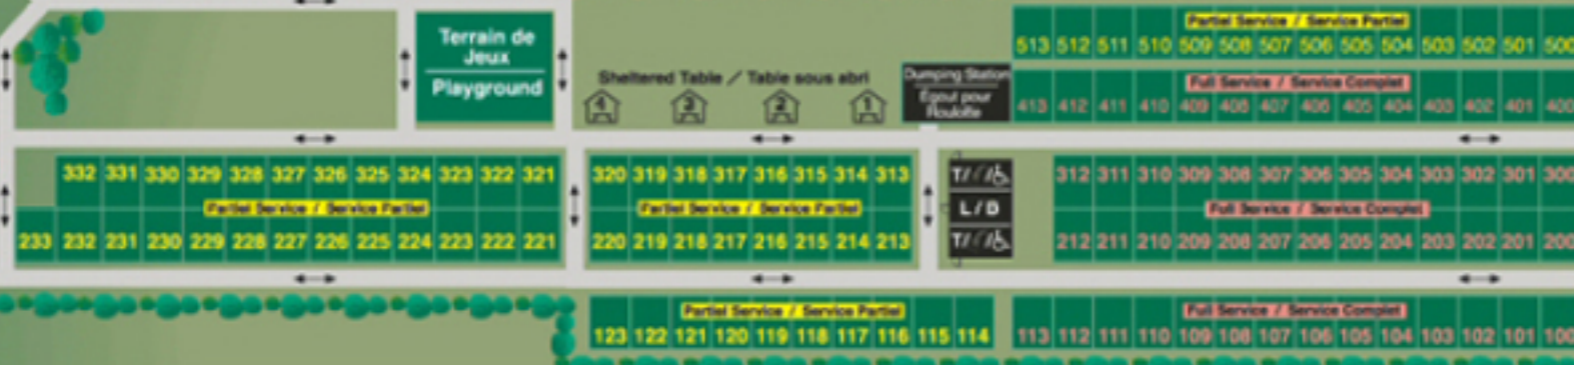 Terrain de
Jeux
Playground
Sheltered Table / Table sous abri
4 3 2 1
Dumping Station
Égout pour
Roulotte
Partiel Service / Service Partiel
513 512 511 510 509 508 507 506 505 504 503 502 501 500
Full Service / Service Complet
413 412 411 410 409 408 407 406 405 404 403 402 401 400
332 331 330 329 328 327 326 325 324 323 322 321
Partiel Service / Service Partiel
233 232 231 230 229 228 227 226 225 224 223 222 221
320 319 318 317 316 315 314 313
Partiel Service / Service Partiel
220 219 218 217 216 215 214 213
T/
L/B
T/
312 311 310 309 308 307 306 305 304 303 302 301 300
Full Service / Service Complet
212 211 210 209 208 207 206 205 204 203 202 201 200
Partiel Service / Service Partiel
123 122 121 120 119 118 117 116 115 114
Full Service / Service Complet
113 112 111 110 109 108 107 106 105 104 103 102 101 100